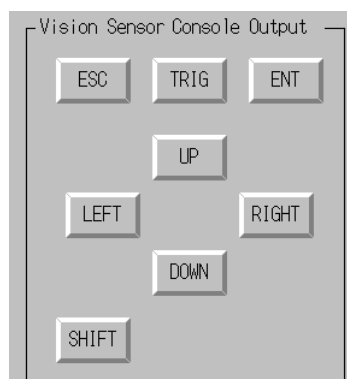 Vision Sensor Console Output
ESC TRIG ENT
UP
LEFT RIGHT
DOWN
SHIFT